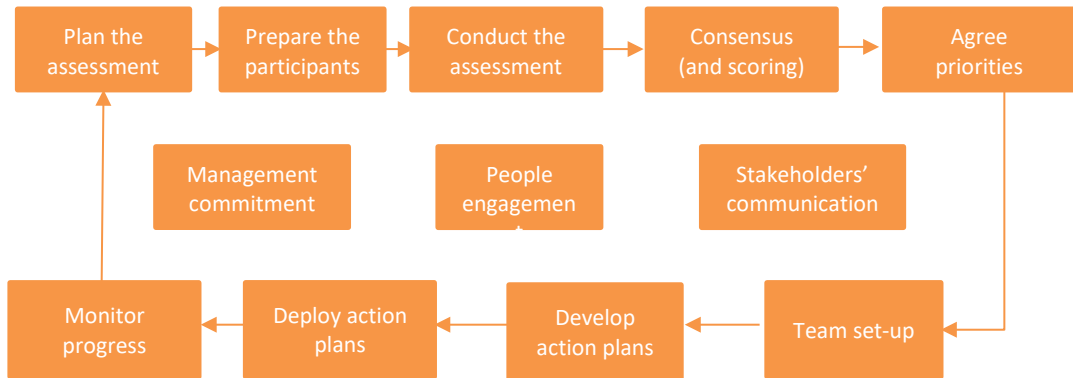 Plan the
assessment
Prepare the
participants
Conduct the
assessment
Consensus
(and scoring)
Agree
priorities
Management
commitment
People
engagemen
Stakeholders’
communication
Monitor
progress
Deploy action
plans
Develop
action plans
Team set-up